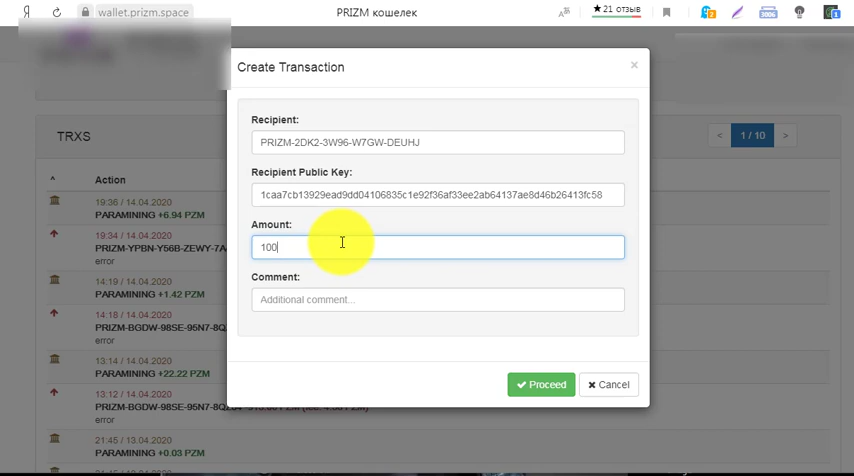 Я
wallet.prizm.space
PRIZM кошелек
★21 отзыв
2
3806
1
Create Transaction
×
Recipient:
PRIZM-2DK2-3W96-W7GW-DEUHJ
Recipient Public Key:
1caa7cb13929ead9dd04106835c1e92f36af33ee2ab64137ae8d46b26413fc58
Amount:
100
Comment:
Additional comment...
Proceed
Cancel
TRXS
<
1 / 10
>
^
Action
19:36 / 14.04.2020
PARAMINING +6.94 PZM
19:34 / 14.04.2020
PRIZM-YPBN-Y56B-ZEWY-7A
error
14:19 / 14.04.2020
PARAMINING +1.42 PZM
14:18 / 14.04.2020
PRIZM-BGDW-98SE-95N7-8Q
error
13:14 / 14.04.2020
PARAMINING +22.22 PZM
13:12 / 14.04.2020
PRIZM-BGDW-98SE-95N7-8Q
error
21:45 / 13.04.2020
PARAMINING +0.03 PZM